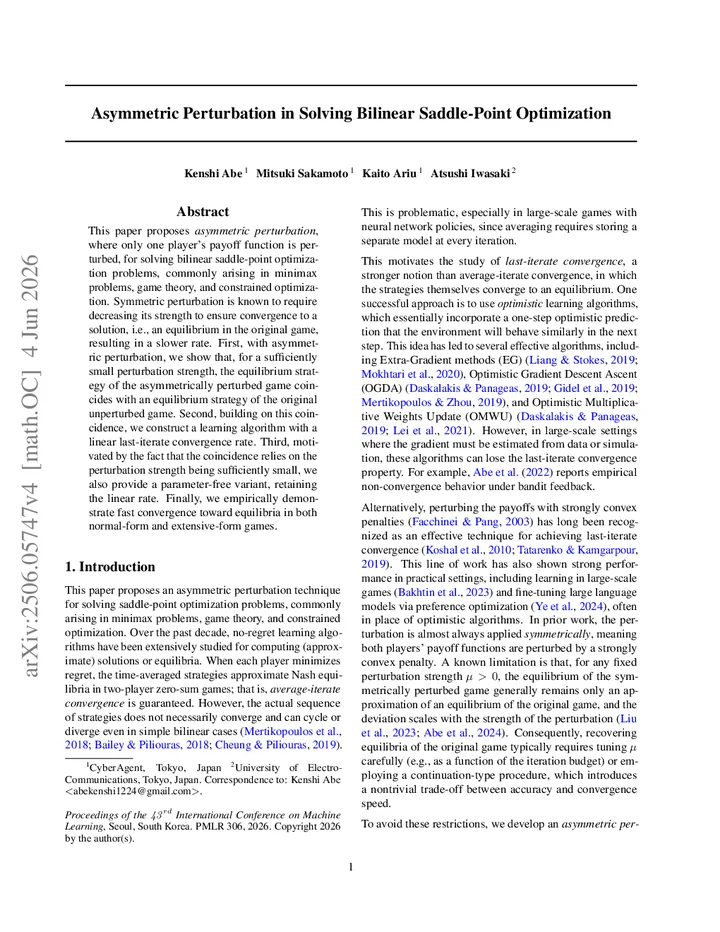 Asymmetric Perturbation in Solving Bilinear Saddle-Point Optimization
Kenshi Abe 1 Mitsuki Sakamoto 1 Kaito Ariu 1 Atsushi Iwasaki 2
Abstract
This paper proposes asymmetric perturbation,
where only one player's payoff function is per-
turbed, for solving bilinear saddle-point optimiza-
tion problems, commonly arising in minimax
problems, game theory, and constrained optimiza-
tion. Symmetric perturbation is known to require
decreasing its strength to ensure convergence to a
solution, i.e., an equilibrium in the original game,
resulting in a slower rate. First, with asymmet-
ric perturbation, we show that, for a sufficiently
small perturbation strength, the equilibrium strat-
egy of the asymmetrically perturbed game coin-
cides with an equilibrium strategy of the original
unperturbed game. Second, building on this coin-
cidence, we construct a learning algorithm with a
linear last-iterate convergence rate. Third, moti-
vated by the fact that the coincidence relies on the
perturbation strength being sufficiently small, we
also provide a parameter-free variant, retaining
the linear rate. Finally, we empirically demon-
strate fast convergence toward equilibria in both
normal-form and extensive-form games.
1. Introduction
This paper proposes an asymmetric perturbation technique
for solving saddle-point optimization problems, commonly
arising in minimax problems, game theory, and constrained
optimization. Over the past decade, no-regret learning algo-
rithms have been extensively studied for computing (approx-
imate) solutions or equilibria. When each player minimizes
regret, the time-averaged strategies approximate Nash equi-
libria in two-player zero-sum games; that is, average-iterate
convergence is guaranteed. However, the actual sequence
of strategies does not necessarily converge and can cycle or
diverge even in simple bilinear cases (Mertikopoulos et al.,
2018; Bailey & Piliouras, 2018; Cheung & Piliouras, 2019).
1CyberAgent, Tokyo, Japan 2University of Electro-
Communications, Tokyo, Japan. Correspondence to: Kenshi Abe
<abekenshi1224@gmail.com>.
Proceedings of the 43rd International Conference on Machine
Learning, Seoul, South Korea. PMLR 306, 2026. Copyright 2026
by the author(s).
This is problematic, especially in large-scale games with
neural network policies, since averaging requires storing a
separate model at every iteration.
This motivates the study of last-iterate convergence, a
stronger notion than average-iterate convergence, in which
the strategies themselves converge to an equilibrium. One
successful approach is to use optimistic learning algorithms,
which essentially incorporate a one-step optimistic predic-
tion that the environment will behave similarly in the next
step. This idea has led to several effective algorithms, includ-
ing Extra-Gradient methods (EG) (Liang & Stokes, 2019;
Mokhtari et al., 2020), Optimistic Gradient Descent Ascent
(OGDA) (Daskalakis & Panageas, 2019; Gidel et al., 2019;
Mertikopoulos & Zhou, 2019), and Optimistic Multiplica-
tive Weights Update (OMWU) (Daskalakis & Panageas,
2019; Lei et al., 2021). However, in large-scale settings
where the gradient must be estimated from data or simula-
tion, these algorithms can lose the last-iterate convergence
property. For example, Abe et al. (2022) reports empirical
non-convergence behavior under bandit feedback.
Alternatively, perturbing the payoffs with strongly convex
penalties (Facchinei & Pang, 2003) has long been recog-
nized as an effective technique for achieving last-iterate
convergence (Koshal et al., 2010; Tatarenko & Kamgarpour,
2019). This line of work has also shown strong perfor-
mance in practical settings, including learning in large-scale
games (Bakhtin et al., 2023) and fine-tuning large language
models via preference optimization (Ye et al., 2024), often
in place of optimistic algorithms. In prior work, the per-
turbation is almost always applied symmetrically, meaning
both players' payoff functions are perturbed by a strongly
convex penalty. A known limitation is that, for any fixed
perturbation strength μ > 0, the equilibrium of the sym-
metrically perturbed game generally remains only an ap-
proximation of an equilibrium of the original game, and the
deviation scales with the strength of the perturbation (Liu
et al., 2023; Abe et al., 2024). Consequently, recovering
equilibria of the original game typically requires tuning μ
carefully (e.g., as a function of the iteration budget) or em-
ploying a continuation-type procedure, which introduces
a nontrivial trade-off between accuracy and convergence
speed.
To avoid these restrictions, we develop an asymmetric per-
1
arXiv:2506.05747v4 [math.OC] 4 Jun 2026